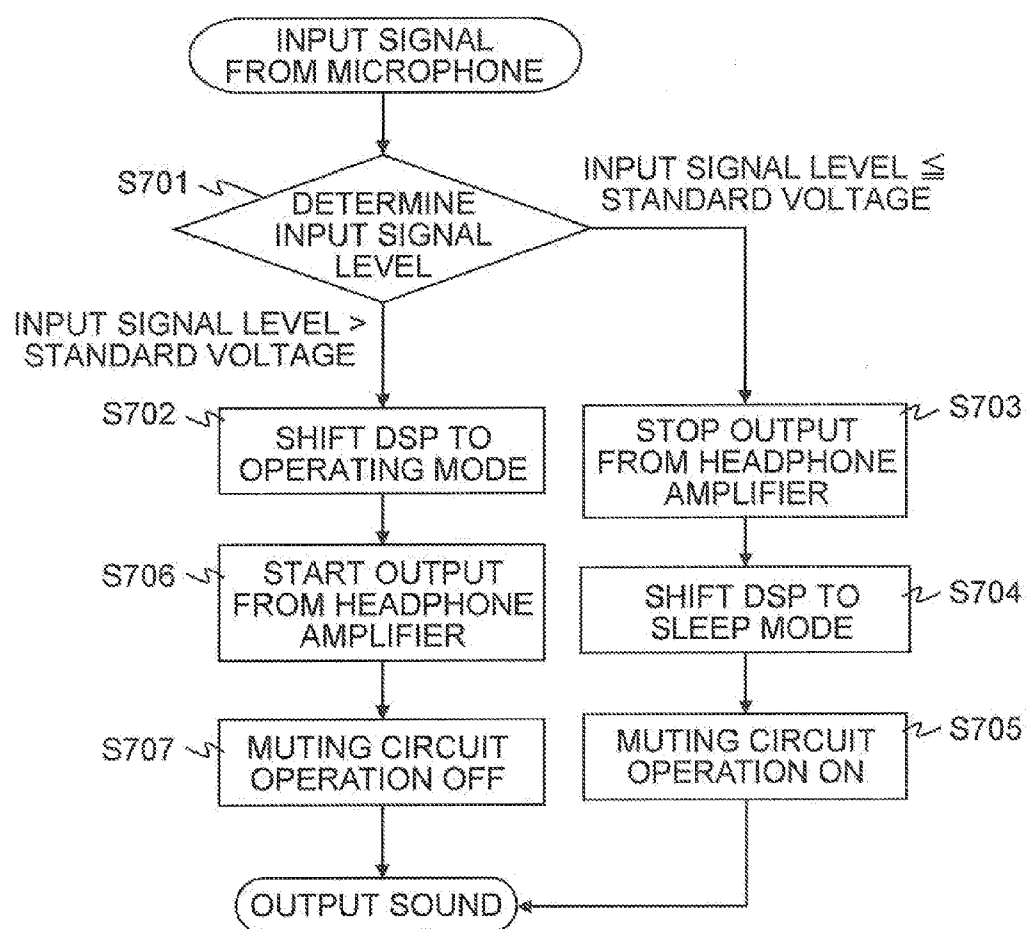 INPUT SIGNAL
FROM MICROPHONE
S701
DETERMINE
INPUT SIGNAL
LEVEL
INPUT SIGNAL LEVEL ≦
STANDARD VOLTAGE
INPUT SIGNAL LEVEL >
STANDARD VOLTAGE
S702
SHIFT DSP TO
OPERATING MODE
S703
STOP OUTPUT
FROM HEADPHONE
AMPLIFIER
S706
START OUTPUT
FROM HEADPHONE
AMPLIFIER
S704
SHIFT DSP TO
SLEEP MODE
S707
MUTING CIRCUIT
OPERATION OFF
S705
MUTING CIRCUIT
OPERATION ON
OUTPUT SOUND